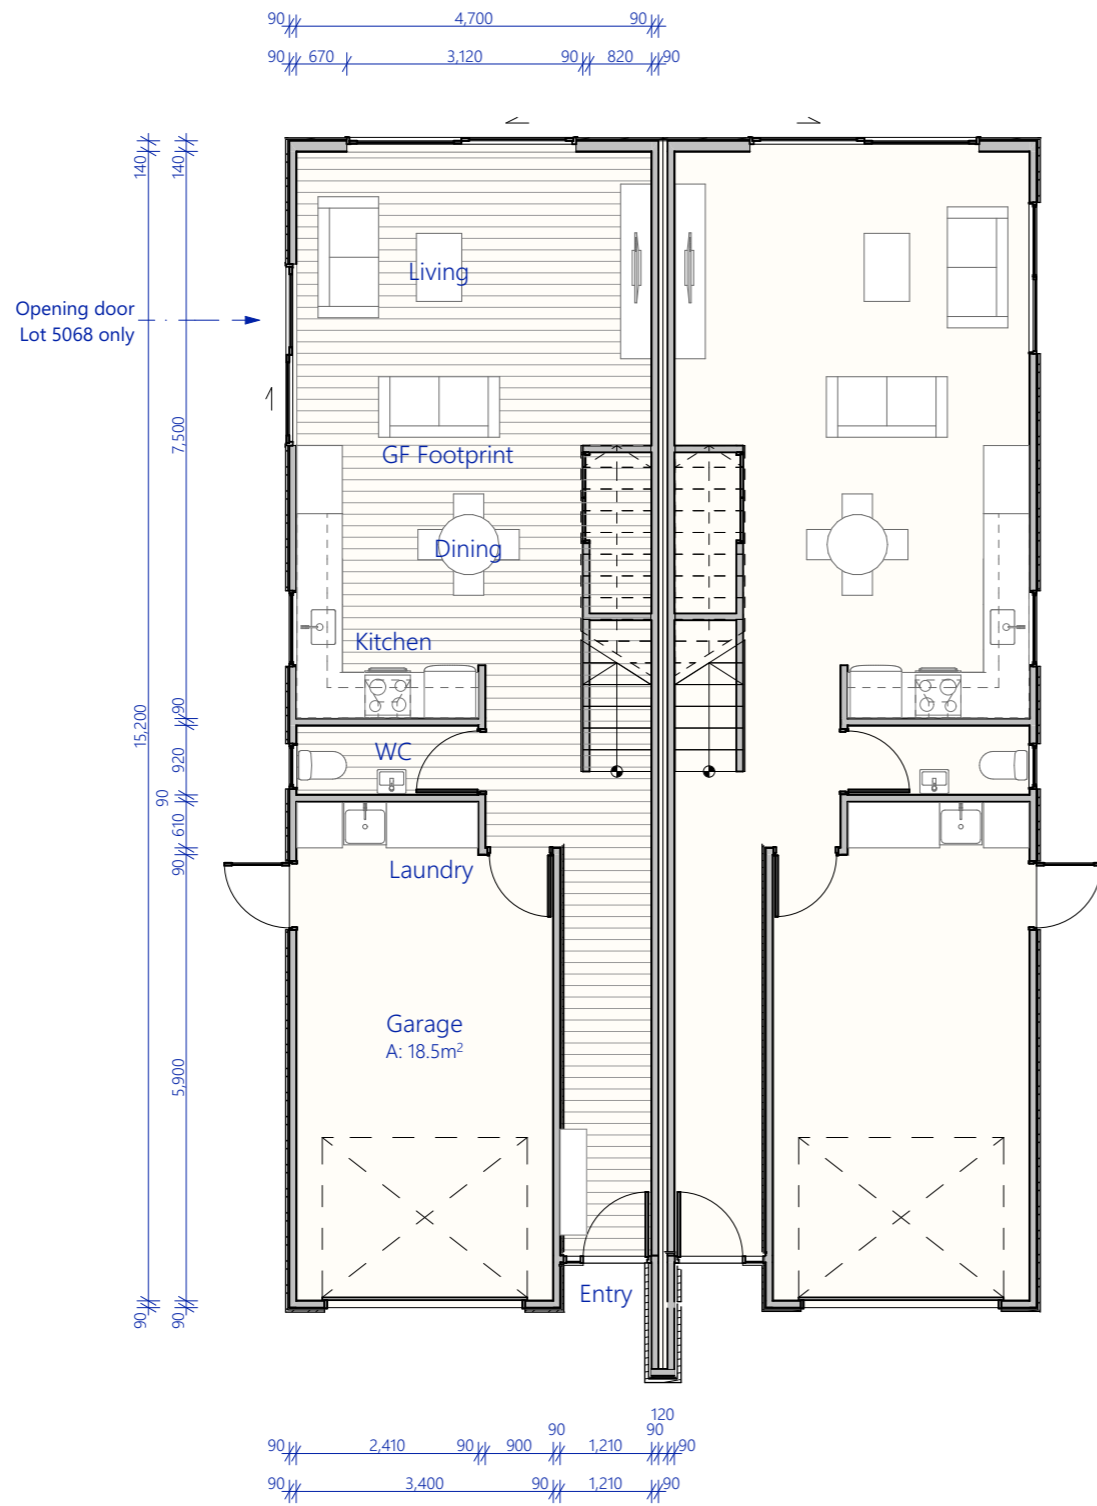 90 4,700 90
90 670 3,120 90 820 90
140 140
Living
Opening door
Lot 5068 only
7,500
GF Footprint
Dining
Kitchen
90
15,200
WC
920
90
610
Laundry
90
Garage
A: 18.5m²
5,900
Entry
90 90
120
90 90
90 2,410 90 900 1,210 90
90 3,400 90 1,210 90